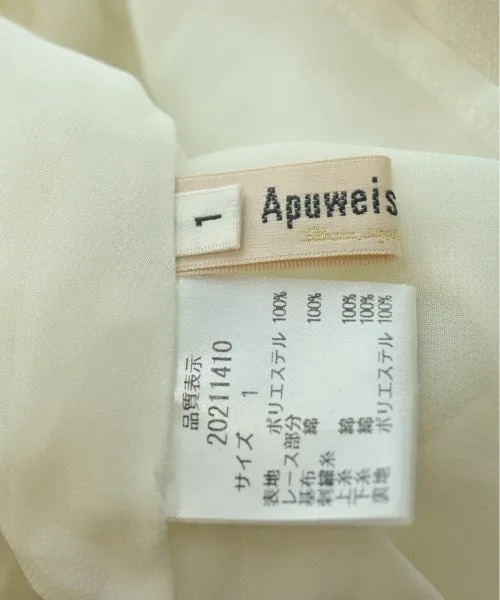 1
Apuweis
品質表示
20211410
サイズ 1
表地 ポリエステル 100%
レース部分
基布 綿 100%
刺繍糸
上糸 綿 100%
下糸 綿 100%
裏地 ポリエステル 100%